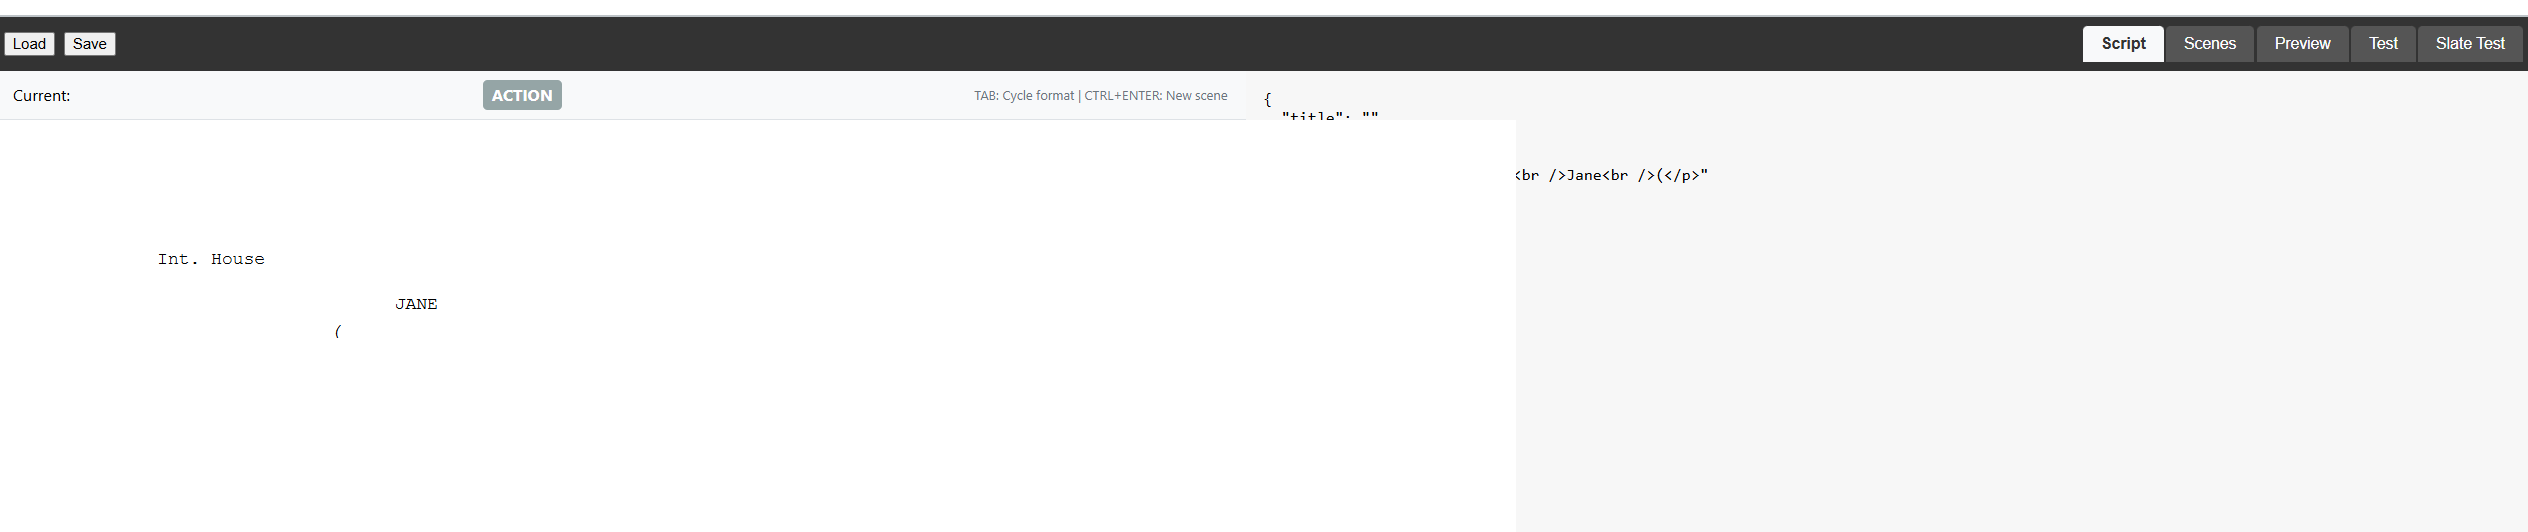 Load Save Script Scenes Preview Test Slate Test
Current: ACTION TAB: Cycle format | CTRL+ENTER: New scene
{
"title": ""
<br />Jane<br />(</p>"
Int. House
JANE
(